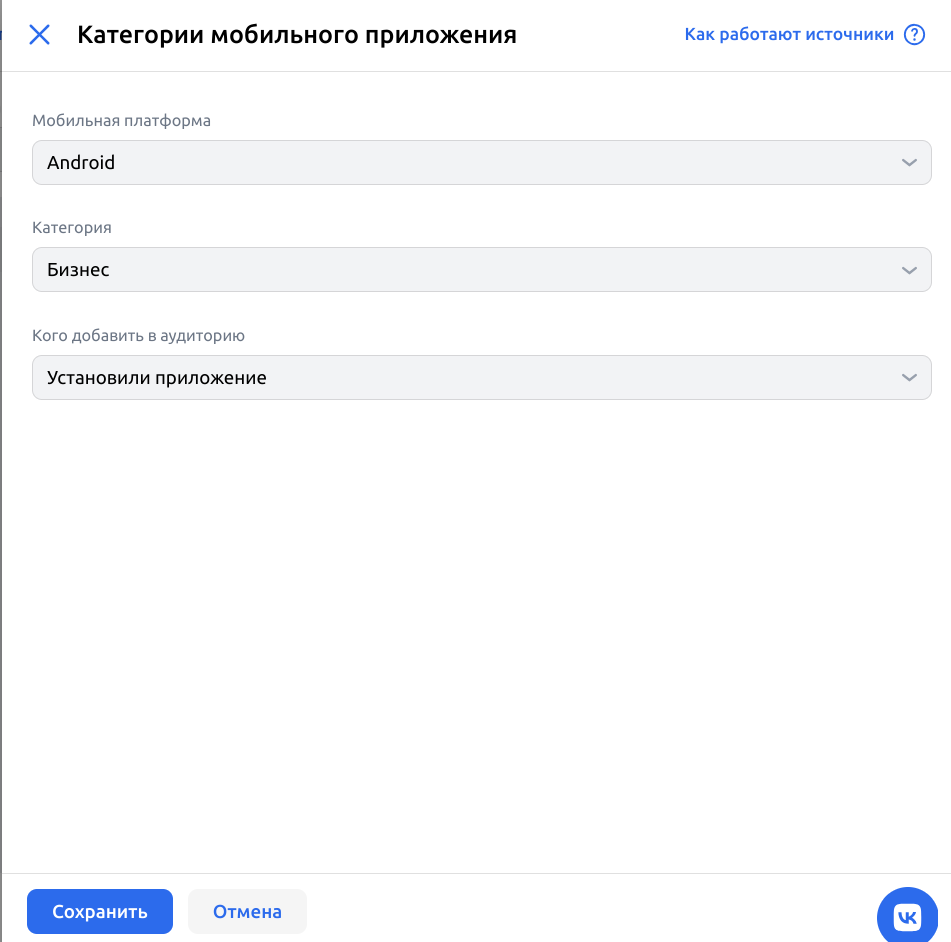 Категории мобильного приложения
Как работают источники ?
Мобильная платформа
Android
Категория
Бизнес
Кого добавить в аудиторию
Установили приложение
Сохранить
Отмена